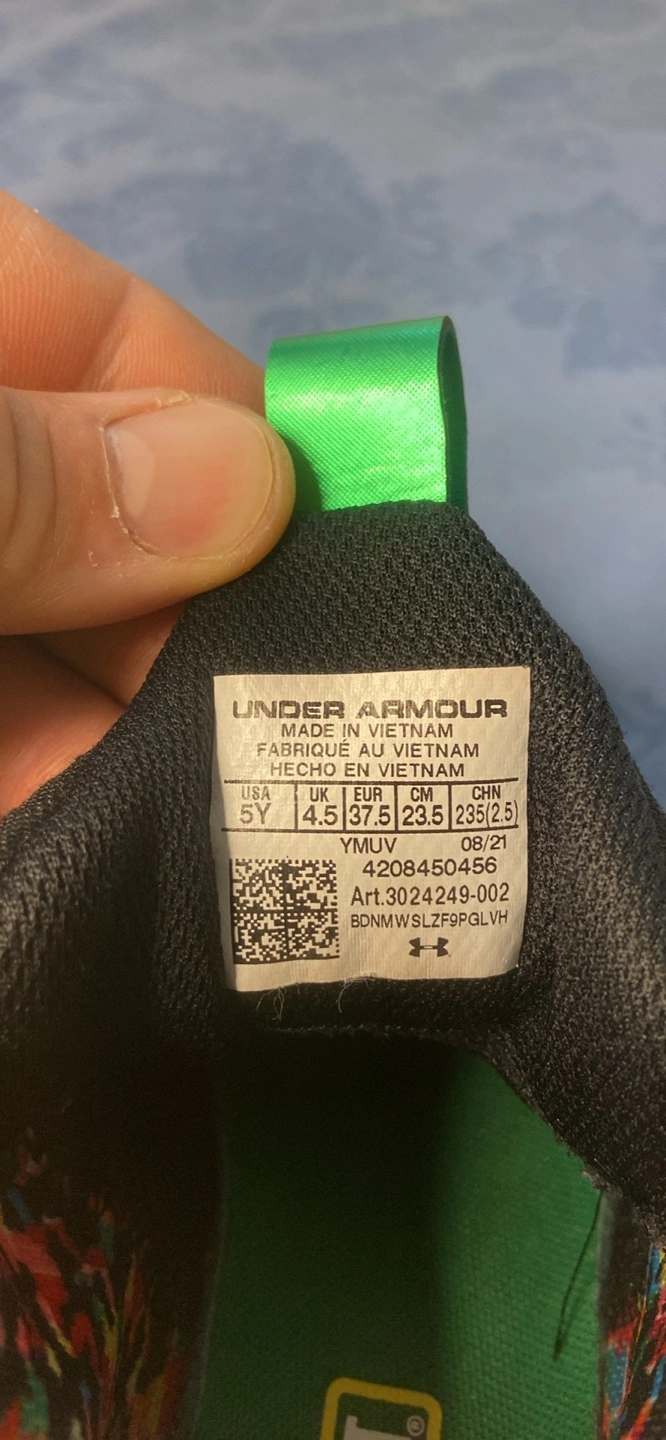 UNDER ARMOUR
MADE IN VIETNAM
FABRIQUÉ AU VIETNAM
HECHO EN VIETNAM
USA UK EUR CM CHN
5Y 4.5 37.5 23.5 235(2.5)
YMUV 08/21
4208450456
Art.3024249-002
BDNMWSLZF9PGLVH
®